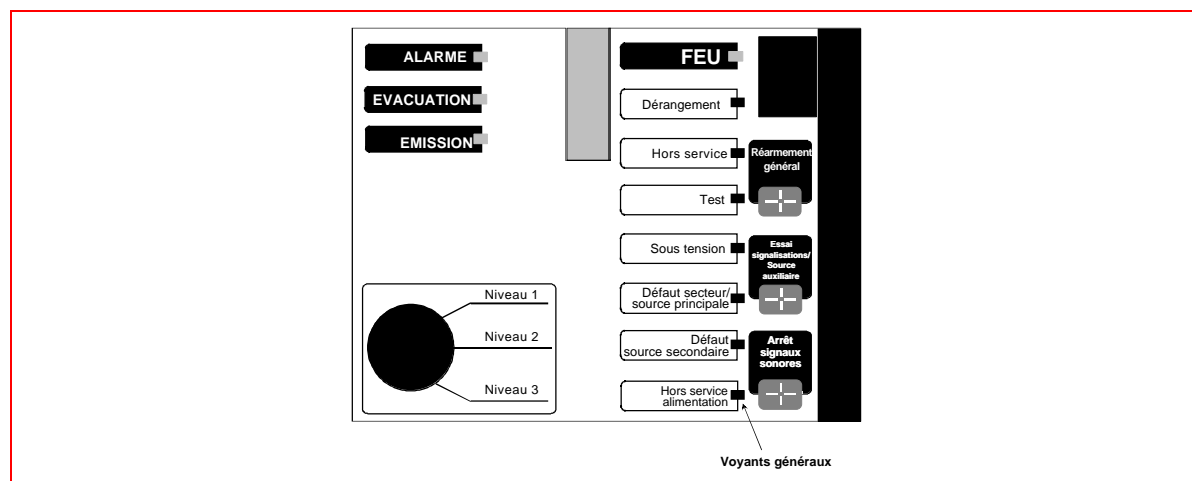 ALARME
EVACUATION
EMISSION
Niveau 1
Niveau 2
Niveau 3
FEU
Dérangement
Hors service
Test
Sous tension
Défaut secteur/
source principale
Défaut
source secondaire
Hors service
alimentation
Réarmement
général
Essai
signalisations/
Source
auxiliaire
Arrêt
signaux
sonores
Voyants généraux